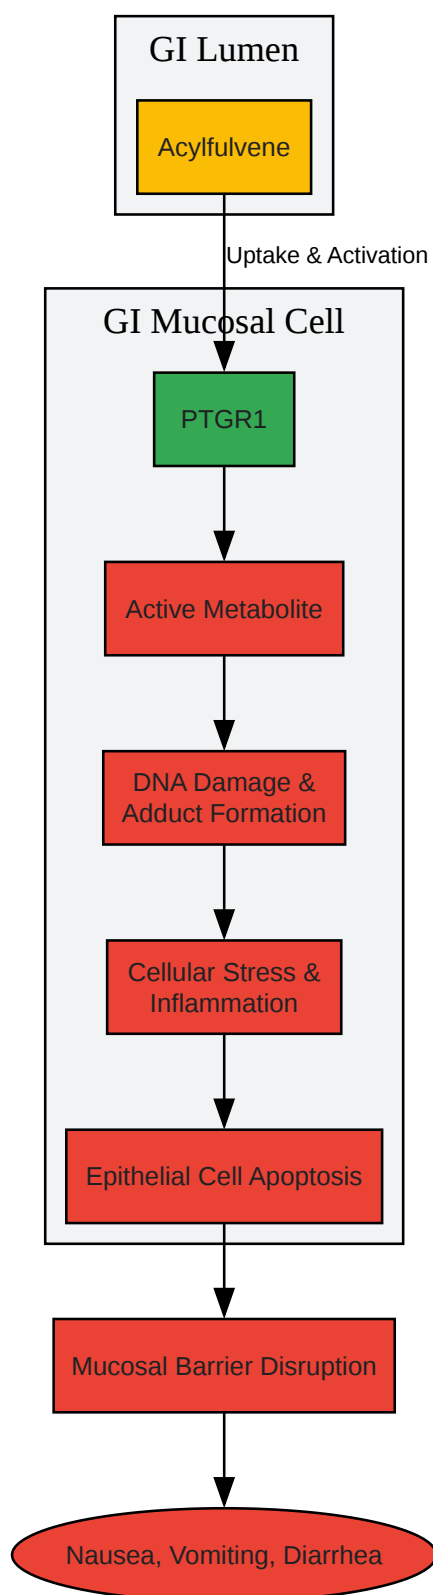 GI Lumen
Acylfulvene
Uptake & Activation
GI Mucosal Cell
PTGR1
Active Metabolite
DNA Damage &
Adduct Formation
Cellular Stress &
Inflammation
Epithelial Cell Apoptosis
Mucosal Barrier Disruption
Nausea, Vomiting, Diarrhea